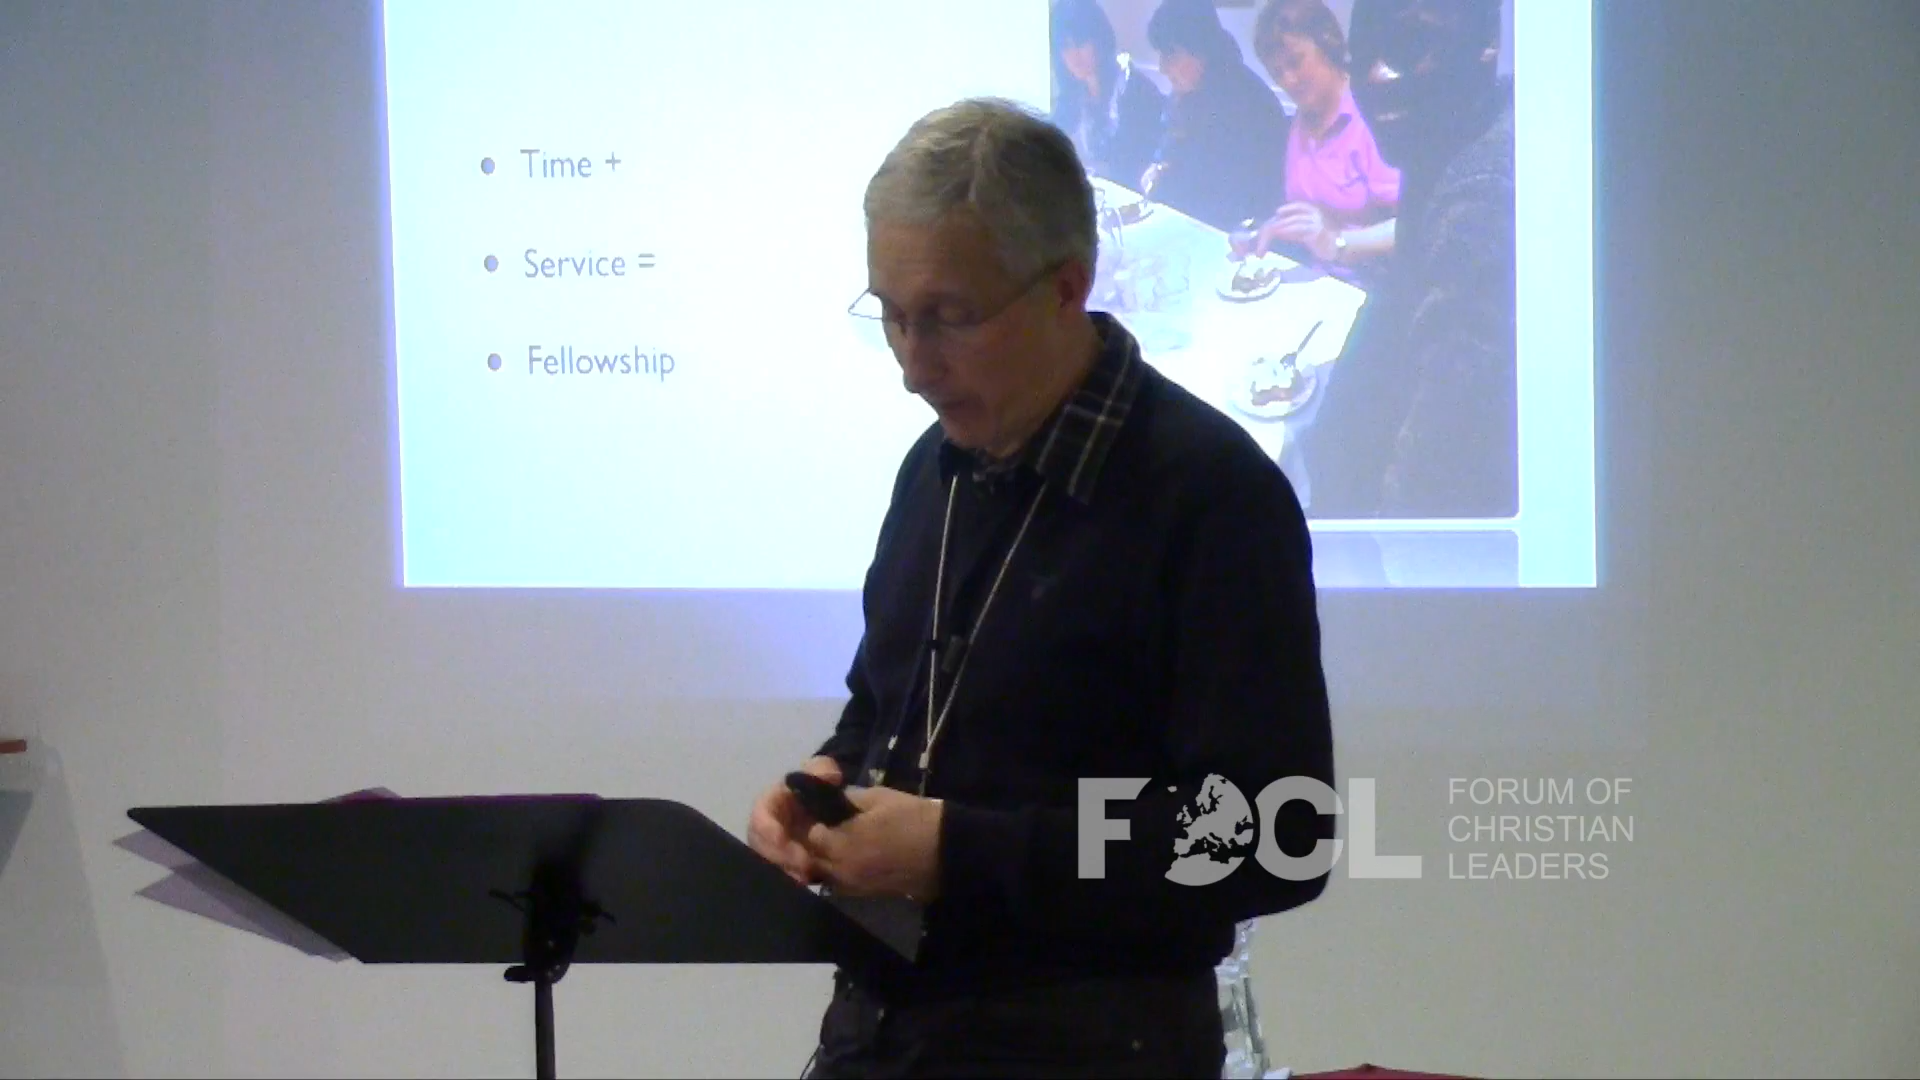 Time +
Service =
Fellowship
FOCL
FORUM OF
CHRISTIAN
LEADERS